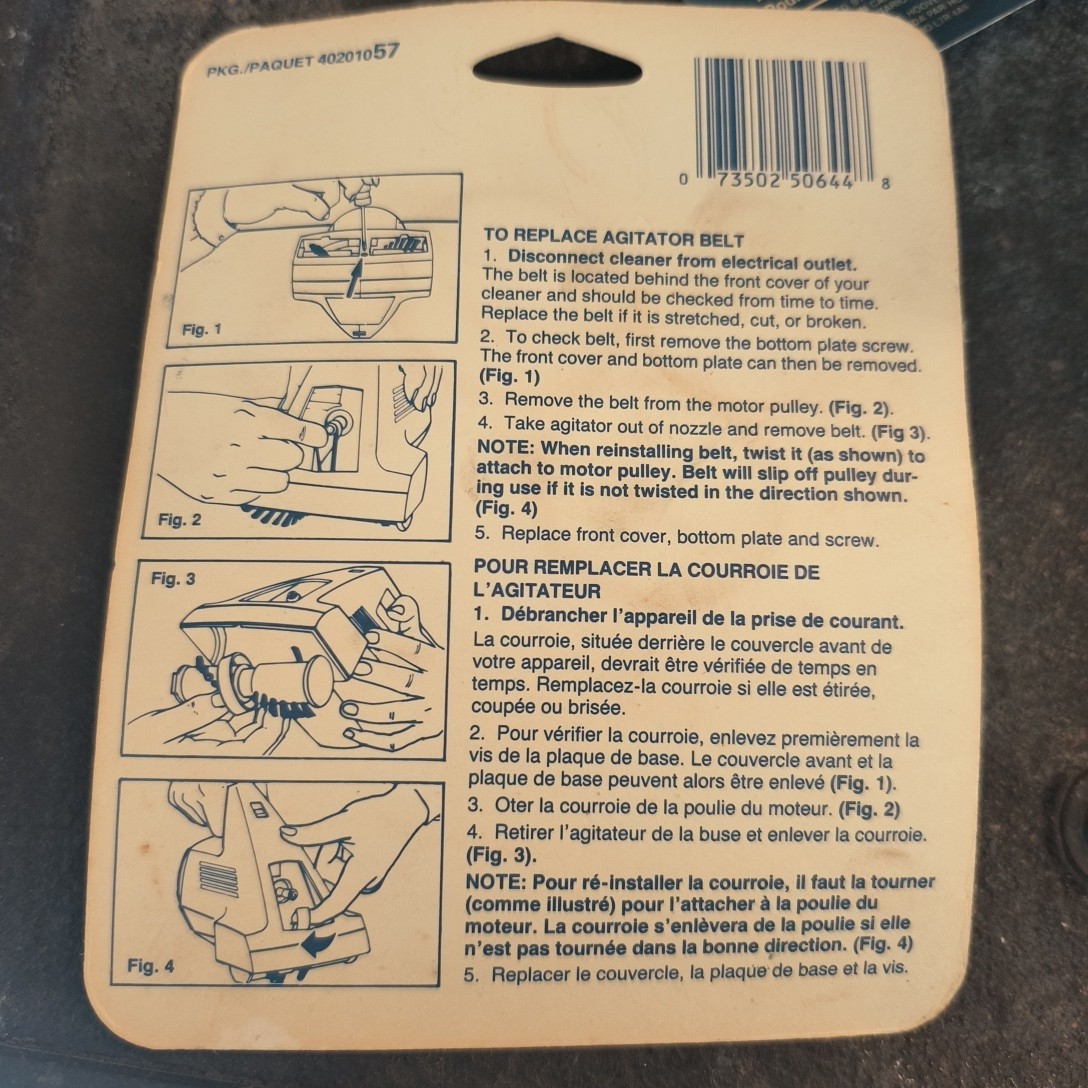 PKG./PAQUET 40201057
0 73502 50644 8
Fig. 1
Fig. 2
Fig. 3
Fig. 4
TO REPLACE AGITATOR BELT
1. Disconnect cleaner from electrical outlet.
The belt is located behind the front cover of your
cleaner and should be checked from time to time.
Replace the belt if it is stretched, cut, or broken.
2. To check belt, first remove the bottom plate screw.
The front cover and bottom plate can then be removed.
(Fig. 1)
3. Remove the belt from the motor pulley. (Fig. 2).
4. Take agitator out of nozzle and remove belt. (Fig 3).
NOTE: When reinstalling belt, twist it (as shown) to
attach to motor pulley. Belt will slip off pulley dur-
ing use if it is not twisted in the direction shown.
(Fig. 4)
5. Replace front cover, bottom plate and screw.
POUR REMPLACER LA COURROIE DE
L'AGITATEUR
1. Débrancher l'appareil de la prise de courant.
La courroie, située derrière le couvercle avant de
votre appareil, devrait être vérifiée de temps en
temps. Remplacez-la courroie si elle est étirée,
coupée ou brisée.
2. Pour vérifier la courroie, enlevez premièrement la
vis de la plaque de base. Le couvercle avant et la
plaque de base peuvent alors être enlevé (Fig. 1).
3. Oter la courroie de la poulie du moteur. (Fig. 2)
4. Retirer l'agitateur de la buse et enlever la courroie.
(Fig. 3).
NOTE: Pour ré-installer la courroie, il faut la tourner
(comme illustré) pour l'attacher à la poulie du
moteur. La courroie s'enlèvera de la poulie si elle
n'est pas tournée dans la bonne direction. (Fig. 4)
5. Replacer le couvercle, la plaque de base et la vis.